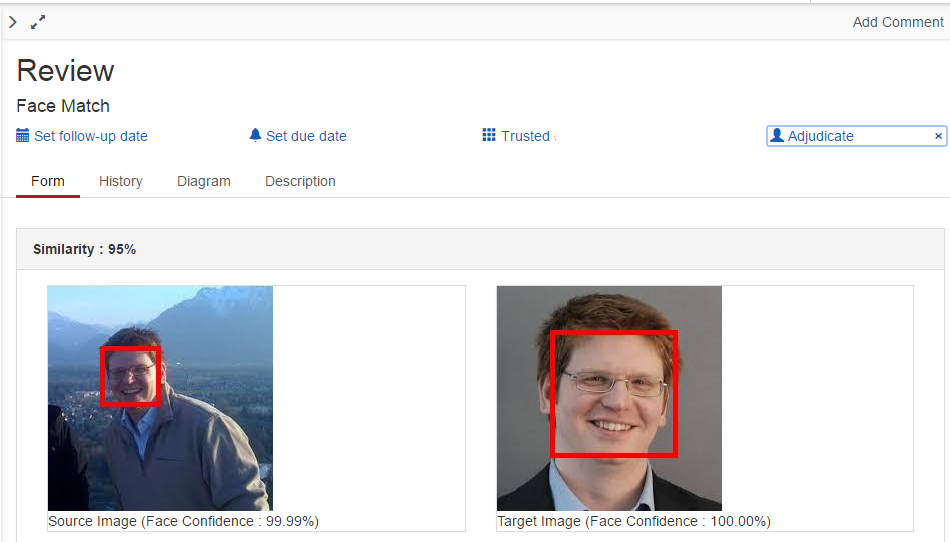 Add Comment
Review
Face Match
Set follow-up date Set due date Trusted Adjudicate ×
Form History Diagram Description
Similarity : 95%
Source Image (Face Confidence : 99.99%) Target Image (Face Confidence : 100.00%)